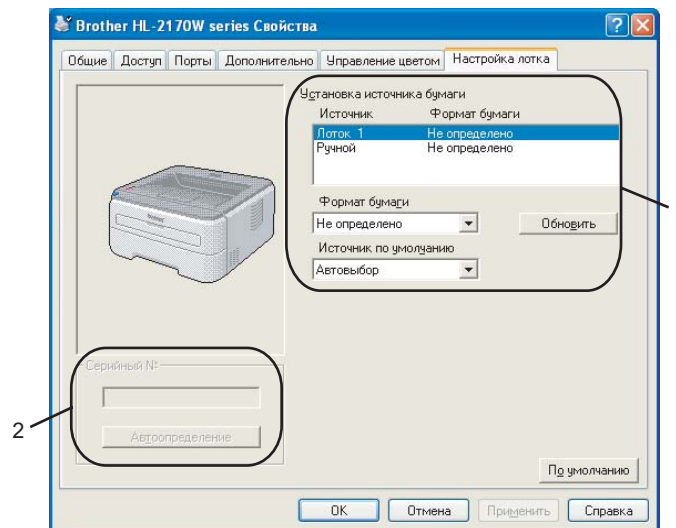 Brother HL-2170W series Свойства
Общие Доступ Порты Дополнительно Управление цветом Настройка лотка
Установка источника бумаги
Источник Формат бумаги
Лоток 1 Не определено
Ручной Не определено
Формат бумаги
Не определено Обновить
Источник по умолчанию
Автовыбор
Серийный №
Автоопределение
2
По умолчанию
ОК Отмена Применить Справка